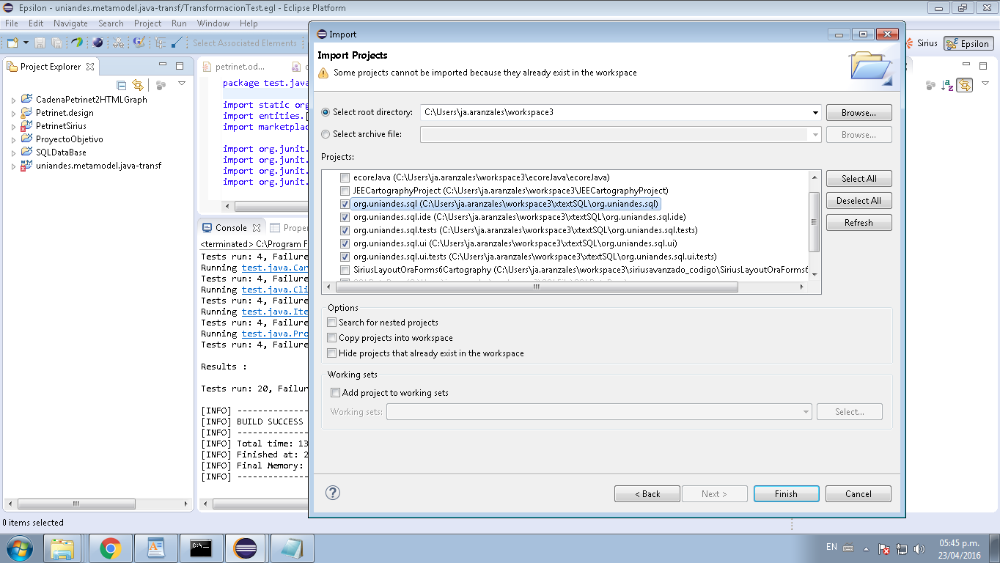 Epsilon - uniandes.metamodel.java-transf/TransformacionTest.egl - Eclipse Platform
File Edit Navigate Search Project Run Window Help
Select Associated Elements
Sirius
Epsilon
Project Explorer
CadenaPetrinet2HTMLGraph
Petrinet.design
PetrinetSirius
ProyectoObjetivo
SQLDataBase
uniandes.metamodel.java-transf
petrinet.od...
package test.java
import static org
import entities.[
import marketplac
import org.junit.
import org.junit.
import org.junit.
import org.junit.
Console
<terminated> C:\Program F
Tests run: 4, Failure
Running test.java.Car
Tests run: 4, Failure
Running test.java.Cli
Tests run: 4, Failure
Running test.java.Ite
Tests run: 4, Failure
Running test.java.Pro
Tests run: 4, Failure
Results :
Tests run: 20, Failur
[INFO] -------------
[INFO] BUILD SUCCESS
[INFO] -------------
[INFO] Total time: 13
[INFO] Finished at: 2
[INFO] Final Memory:
[INFO] -------------
0 items selected
Import
Import Projects
Some projects cannot be imported because they already exist in the workspace
Select root directory: C:\Users\ja.aranzales\workspace3 Browse...
Select archive file: Browse...
Projects:
ecoreJava (C:\Users\ja.aranzales\workspace3\ecoreJava\ecoreJava)
JEECartographyProject (C:\Users\ja.aranzales\workspace3\JEECartographyProject)
org.uniandes.sql (C:\Users\ja.aranzales\workspace3\xtextSQL\org.uniandes.sql)
org.uniandes.sql.ide (C:\Users\ja.aranzales\workspace3\xtextSQL\org.uniandes.sql.ide)
org.uniandes.sql.tests (C:\Users\ja.aranzales\workspace3\xtextSQL\org.uniandes.sql.tests)
org.uniandes.sql.ui (C:\Users\ja.aranzales\workspace3\xtextSQL\org.uniandes.sql.ui)
org.uniandes.sql.ui.tests (C:\Users\ja.aranzales\workspace3\xtextSQL\org.uniandes.sql.ui.tests)
SiriusLayoutOraForms6Cartography (C:\Users\ja.aranzales\workspace3\siriusavanzado_codigo\SiriusLayoutOraForms6
Select All
Deselect All
Refresh
Options
Search for nested projects
Copy projects into workspace
Hide projects that already exist in the workspace
Working sets
Add project to working sets
Working sets: Select...
< Back Next > Finish Cancel
EN
05:45 p.m.
23/04/2016